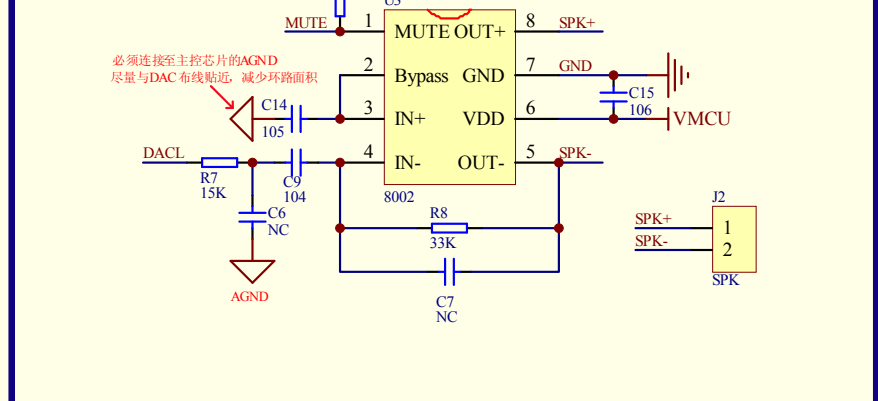 U3
MUTE
1
MUTE OUT+
8
SPK+
必须连接至主控芯片的AGND
尽量与DAC布线贴近，减少环路面积
2
Bypass
GND
7
GND
C14
105
3
IN+
VDD
6
C15
106
VMCU
DACL
R7
15K
C9
104
4
IN-
OUT-
5
SPK-
8002
C6
NC
R8
33K
J2
SPK+
1
SPK-
2
SPK
AGND
C7
NC